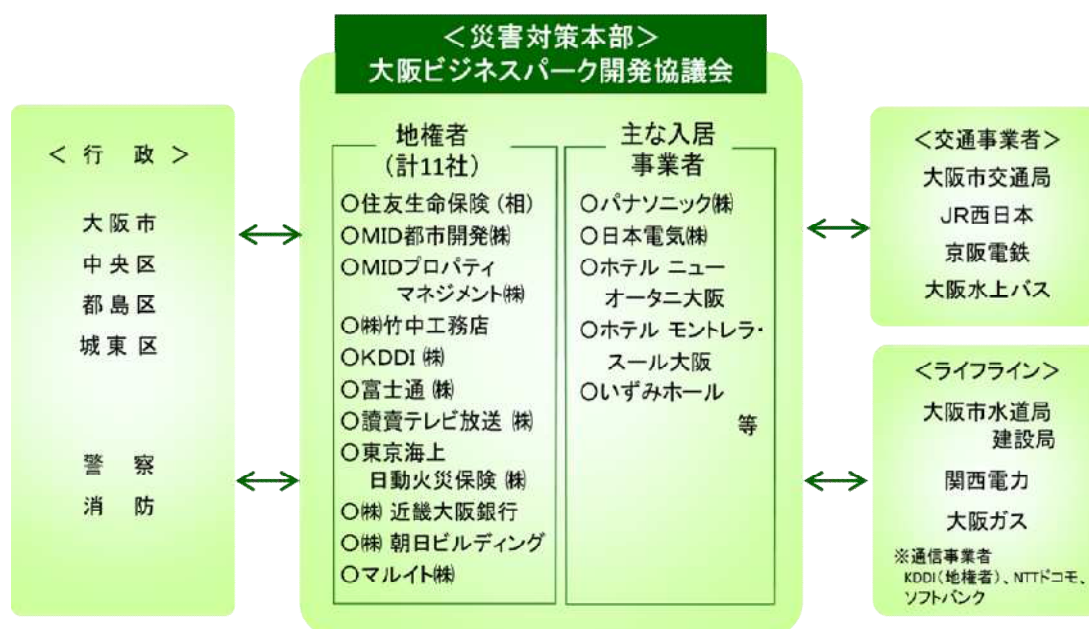 ＜災害対策本部＞
大阪ビジネスパーク開発協議会
＜ 行　政 ＞
大阪市
中央区
都島区
城東区
警　察
消　防
地権者
(計11社)
○住友生命保険(相)
○MID都市開発㈱
○MIDプロパティ
マネジメント㈱
○㈱竹中工務店
○KDDI ㈱
○富士通 ㈱
○讀賣テレビ放送 ㈱
○東京海上
日動火災保険 ㈱
○㈱ 近畿大阪銀行
○㈱ 朝日ビルディング
○マルイト㈱
主な入居
事業者
○パナソニック㈱
○日本電気㈱
○ホテル ニュー
オータニ大阪
○ホテル モントレラ・
スール大阪
○いずみホール
等
＜交通事業者＞
大阪市交通局
JR西日本
京阪電鉄
大阪水上バス
＜ライフライン＞
大阪市水道局
建設局
関西電力
大阪ガス
※通信事業者
KDDI(地権者)、NTTドコモ、
ソフトバンク